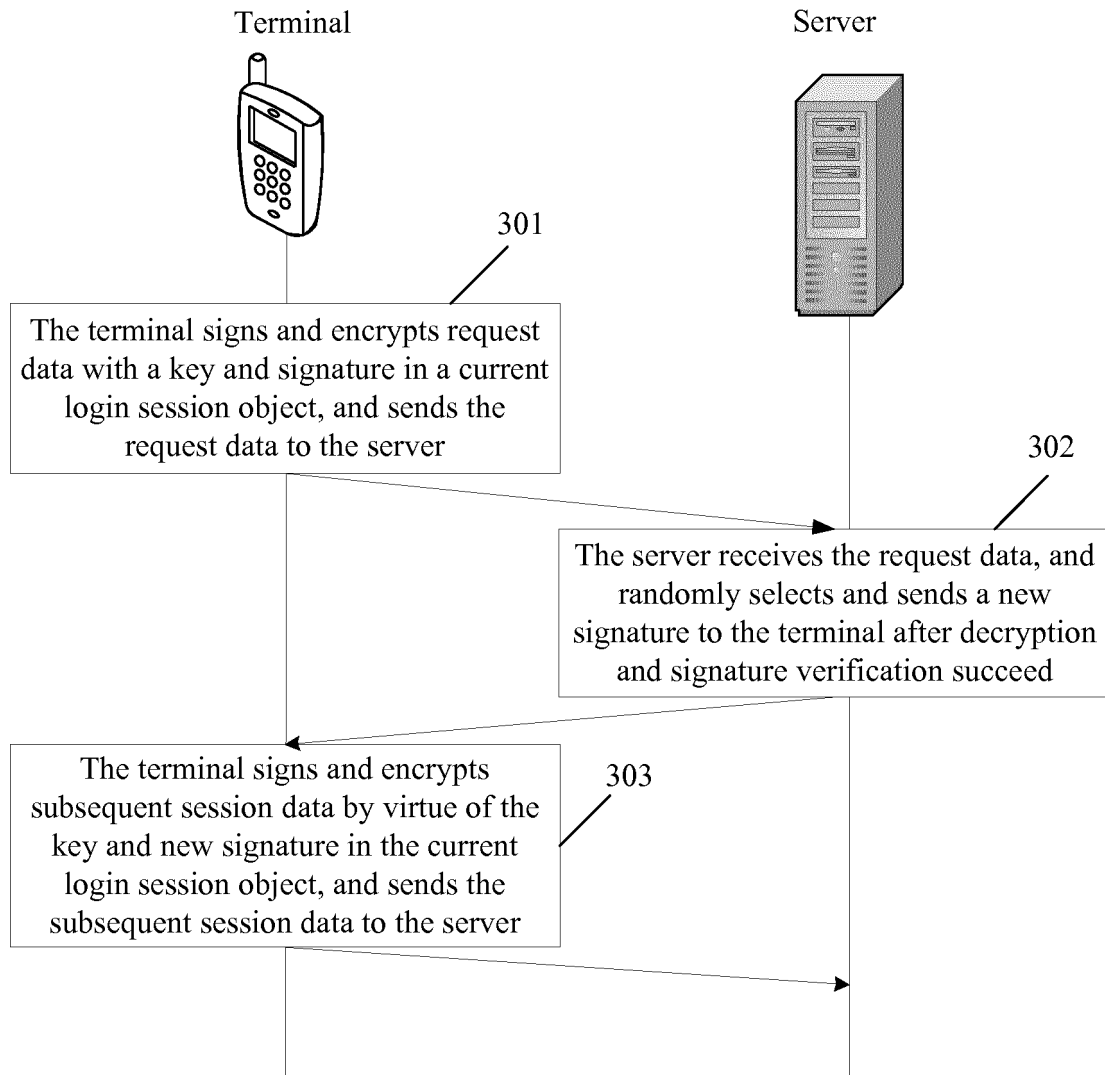 Terminal
Server
301
The terminal signs and encrypts request
data with a key and signature in a current
login session object, and sends the
request data to the server
302
The server receives the request data, and
randomly selects and sends a new
signature to the terminal after decryption
and signature verification succeed
The terminal signs and encrypts
subsequent session data by virtue of the
key and new signature in the current
login session object, and sends the
subsequent session data to the server
303